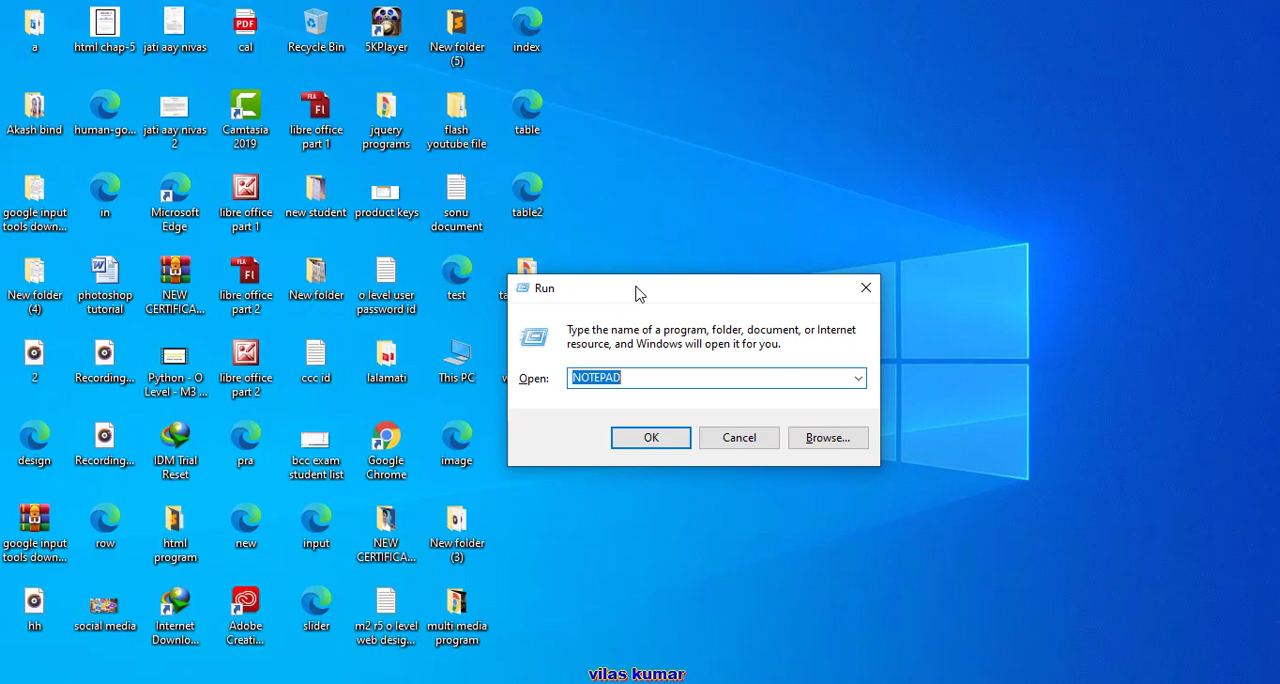 a
html chap-5
jati aay nivas
cal
Recycle Bin
5KPlayer
New folder
(5)
index
Akash bind
human-go...
jati aay nivas
2
Camtasia
2019
libre office
part 1
jquery
programs
flash
youtube file
table
google input
tools down...
in
Microsoft
Edge
libre office
part 1
new student
product keys
sonu
document
table2
New folder
(4)
photoshop
tutorial
NEW
CERTIFICA...
libre office
part 2
New folder
o level user
password id
test
2
Recording...
Python - O
Level - M3 ...
libre office
part 2
ccc id
lalamati
This PC
design
Recording...
IDM Trial
Reset
pra
bcc exam
student list
Google
Chrome
image
google input
tools down...
row
html
program
new
input
NEW
CERTIFICA...
New folder
(3)
hh
social media
Internet
Downlo...
Adobe
Creati...
slider
m2 r5 o level
web desig...
multi media
program
Run
Type the name of a program, folder, document, or Internet
resource, and Windows will open it for you.
Open: NOTEPAD
OK Cancel Browse...
vilas kumar